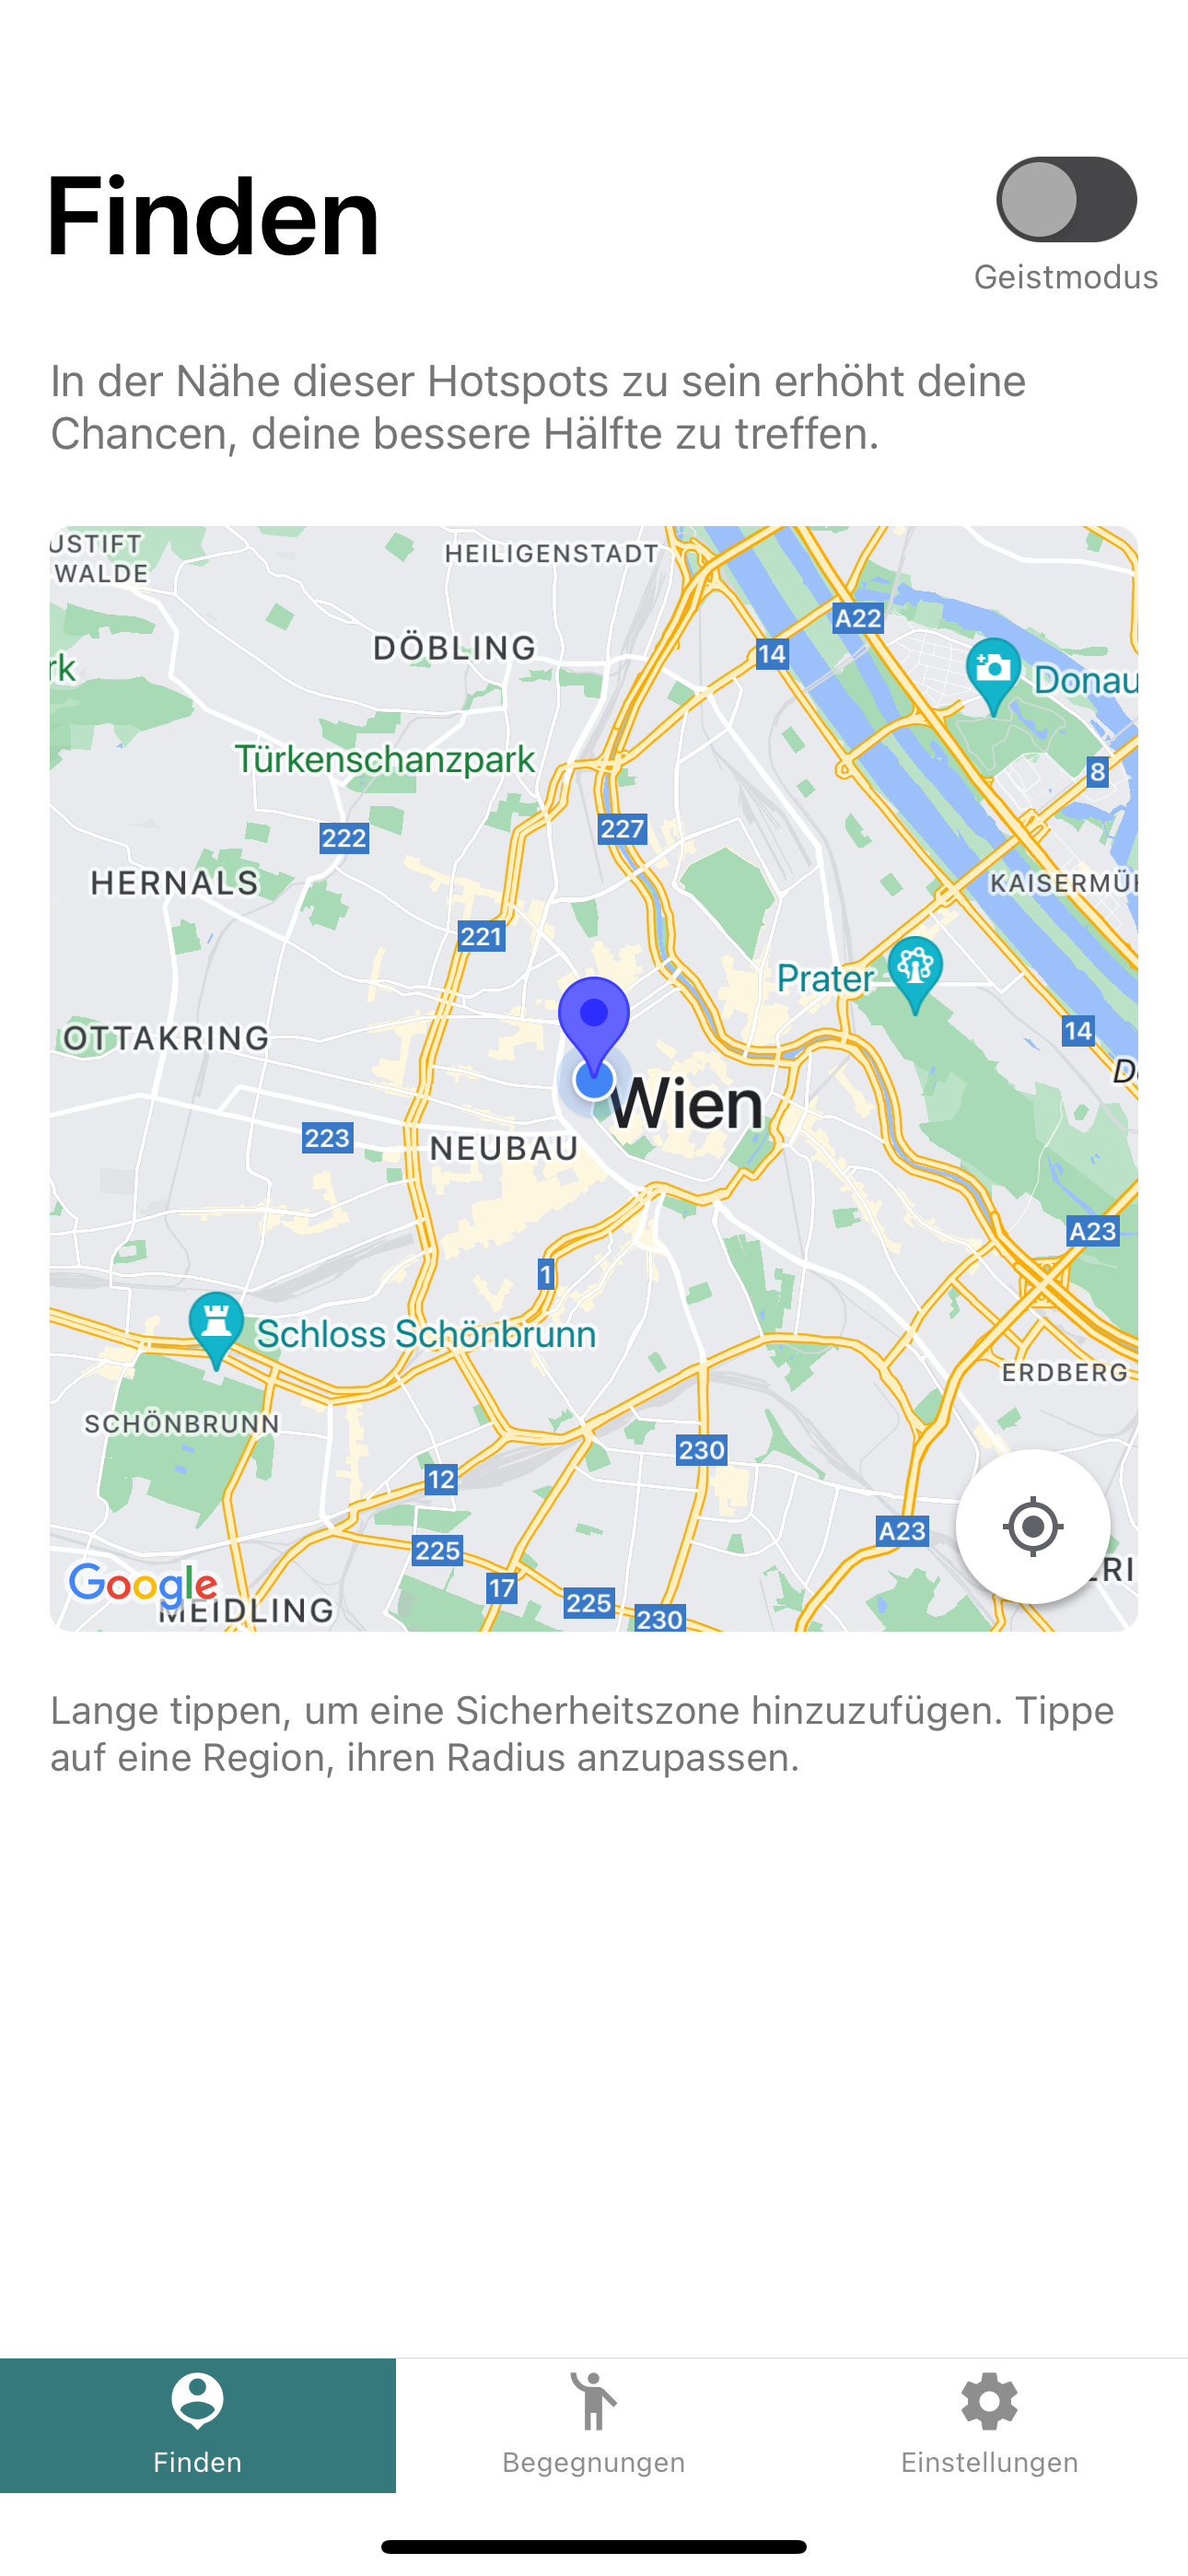 Finden
Geistmodus
In der Nähe dieser Hotspots zu sein erhöht deine
Chancen, deine bessere Hälfte zu treffen.
USTIFT
WALDE
HEILIGENSTADT
A22
DÖBLING
14
rk
Donau
Türkenschanzpark
8
222
227
HERNALS
KAISERMÜH
221
Prater
OTTAKRING
14
D
Wien
223
NEUBAU
A23
1
Schloss Schönbrunn
ERDBERG
SCHÖNBRUNN
230
12
A23
225
ERI
Google
17
225
MEIDLING
230
Lange tippen, um eine Sicherheitszone hinzuzufügen. Tippe
auf eine Region, ihren Radius anzupassen.
Finden
Begegnungen
Einstellungen